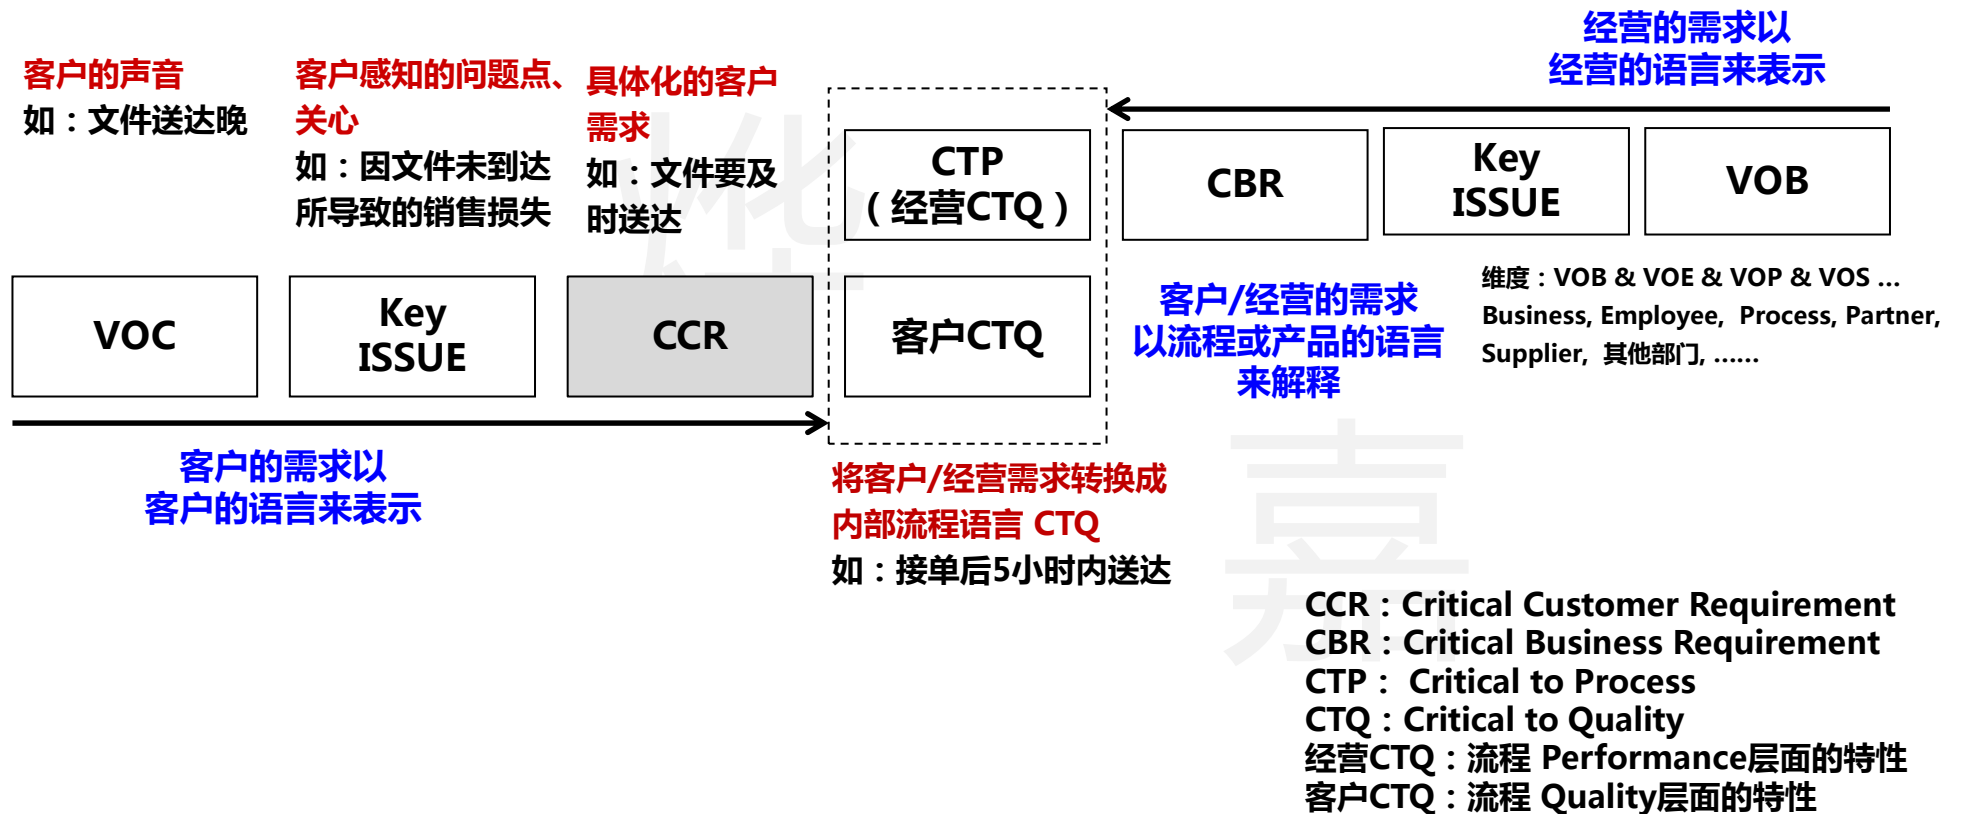 经营的需求以
经营的语言来表示
客户的声音
如：文件送达晚
客户感知的问题点、
关心
如：因文件未到达
所导致的销售损失
具体化的客户
需求
如：文件要及
时送达
CTP
（经营CTQ）
CBR
Key
ISSUE
VOB
VOC
Key
ISSUE
CCR
客户CTQ
客户/经营的需求
以流程或产品的语言
来解释
维度：VOB & VOE & VOP & VOS ...
Business, Employee, Process, Partner,
Supplier, 其他部门, ......
客户的需求以
客户的语言来表示
将客户/经营需求转换成
内部流程语言 CTQ
如：接单后5小时内送达
CCR：Critical Customer Requirement
CBR：Critical Business Requirement
CTP： Critical to Process
CTQ：Critical to Quality
经营CTQ：流程 Performance层面的特性
客户CTQ：流程 Quality层面的特性
烨
嘉